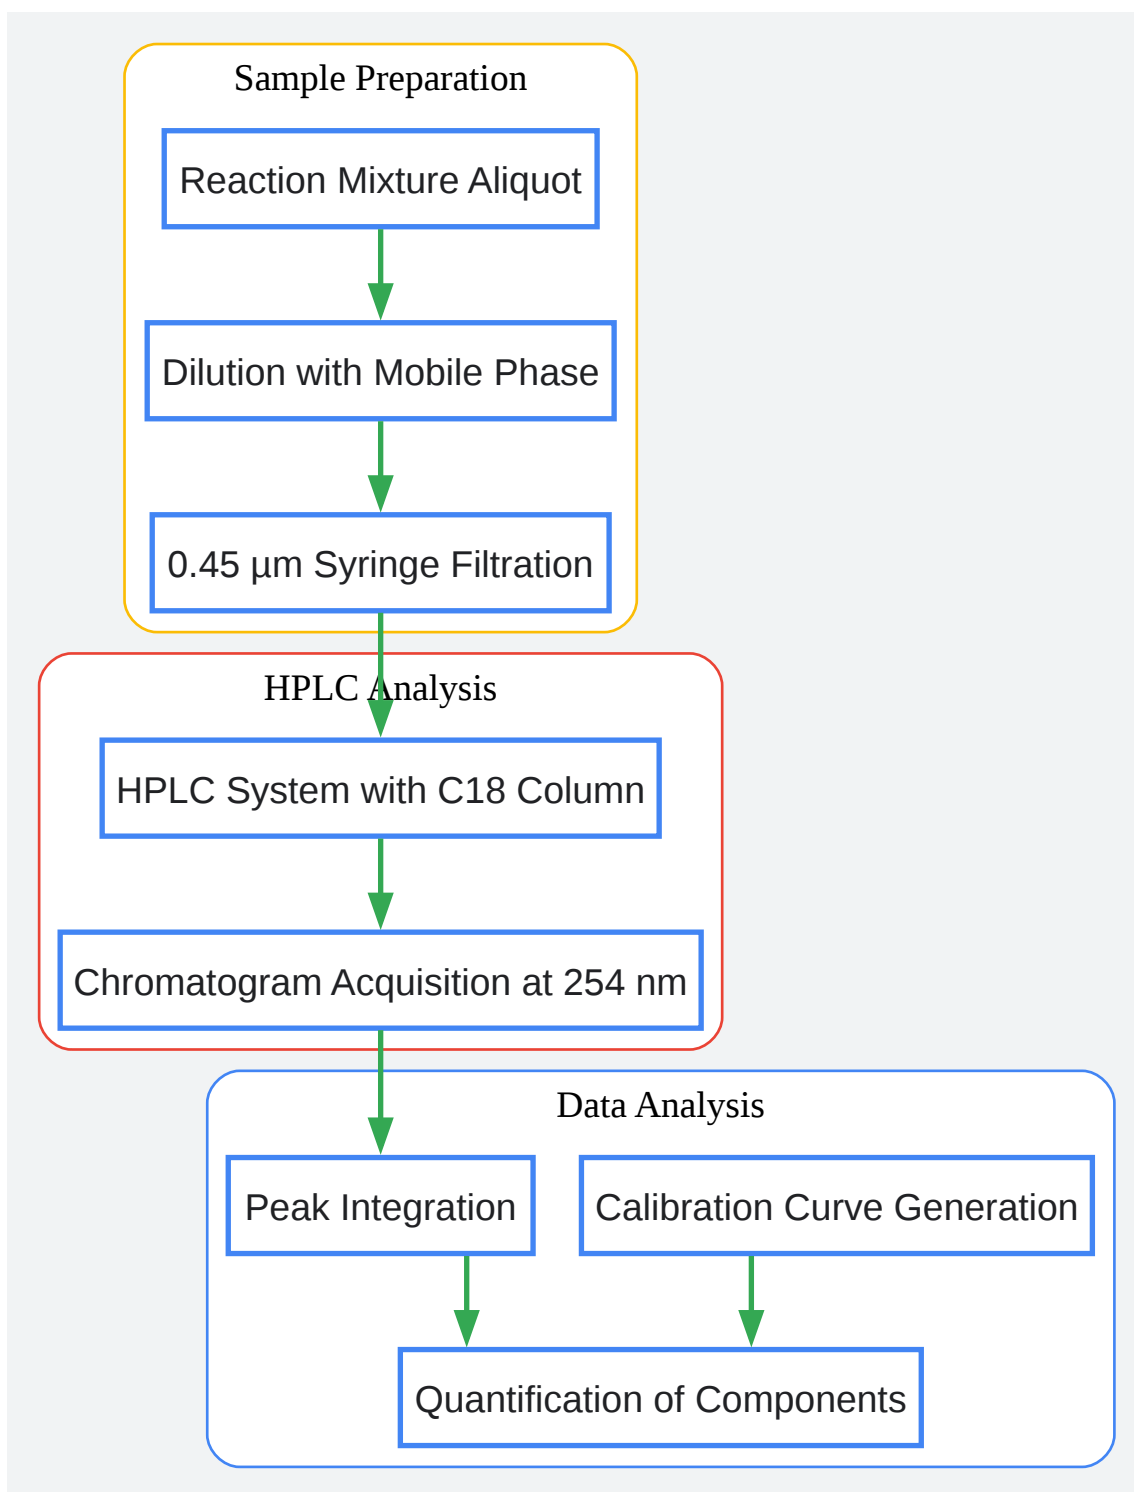 Sample Preparation
Reaction Mixture Aliquot
Dilution with Mobile Phase
0.45 µm Syringe Filtration
HPLC Analysis
HPLC System with C18 Column
Chromatogram Acquisition at 254 nm
Data Analysis
Peak Integration
Calibration Curve Generation
Quantification of Components